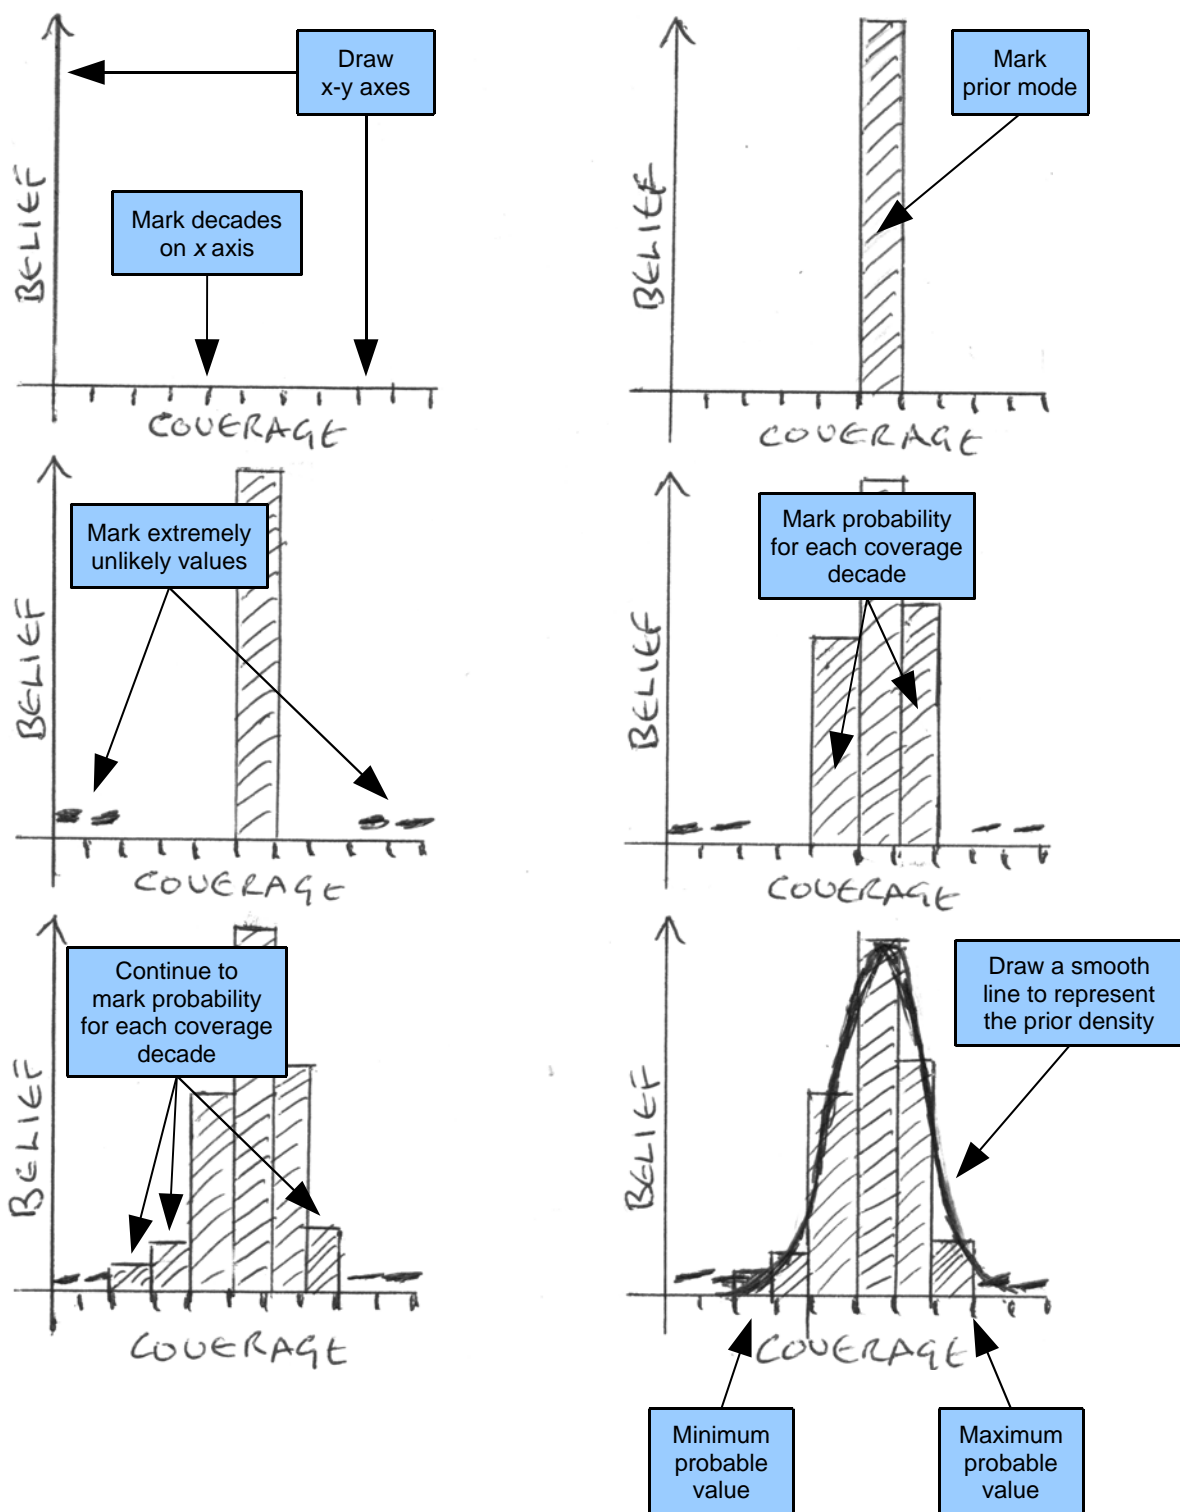 Draw
x-y axes
Mark decades
on x axis
BELIEF
COVERAGE
Mark
prior mode
BELIEF
COVERAGE
Mark extremely
unlikely values
BELIEF
COVERAGE
Mark probability
for each coverage
decade
BELIEF
COVERAGE
Continue to
mark probability
for each coverage
decade
BELIEF
COVERAGE
Draw a smooth
line to represent
the prior density
BELIEF
COVERAGE
Minimum
probable
value
Maximum
probable
value